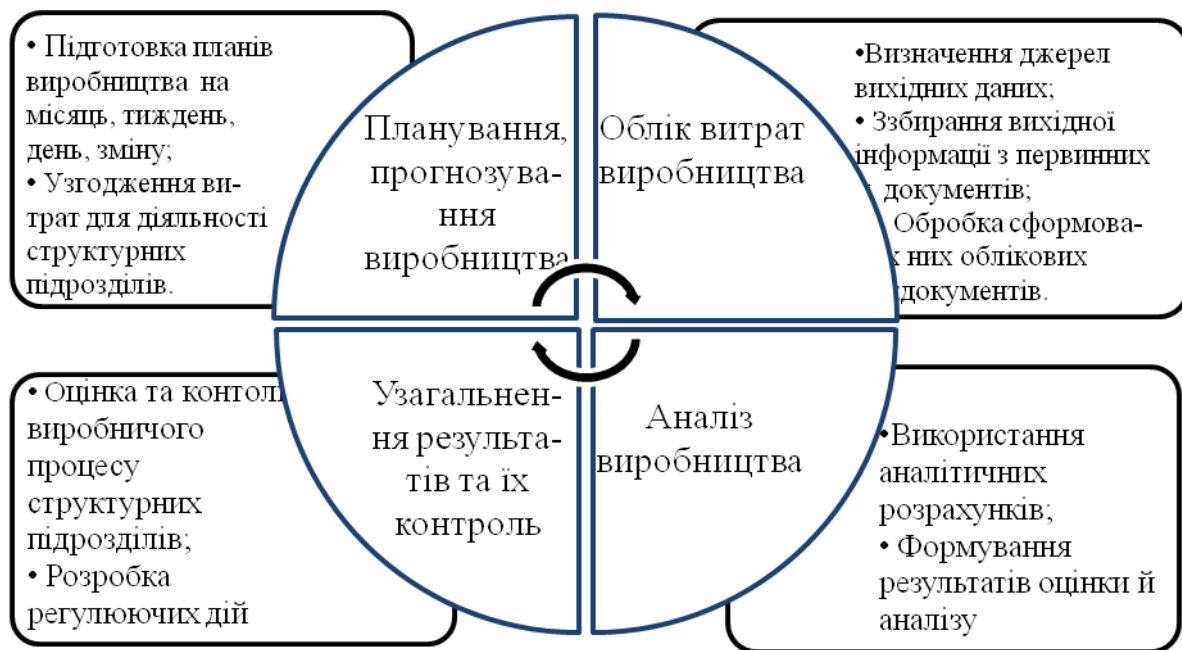 • Підготовка планів
виробництва на
місяць, тиждень,
день, зміну;
• Узгодження ви-
трат для діяльності
структурних
підрозділів.
Планування,
прогнозува-
ння
виробництва
Облік витрат
виробництва
•Визначення джерел
вихідних даних;
• Ззбирання вихідної
інформації з первинних
документів;
Обробка сформова-
них облікових
документів.
• Оцінка та контол
виробничого
процесу
структурних
підрозділів;
• Розробка
регулюючих дій
Узагальнен-
ня результа-
тів та їх
контроль
Аналіз
виробництва
•Використання
аналітичних
розрахунків;
• Формування
результатів оцінки й
аналізу